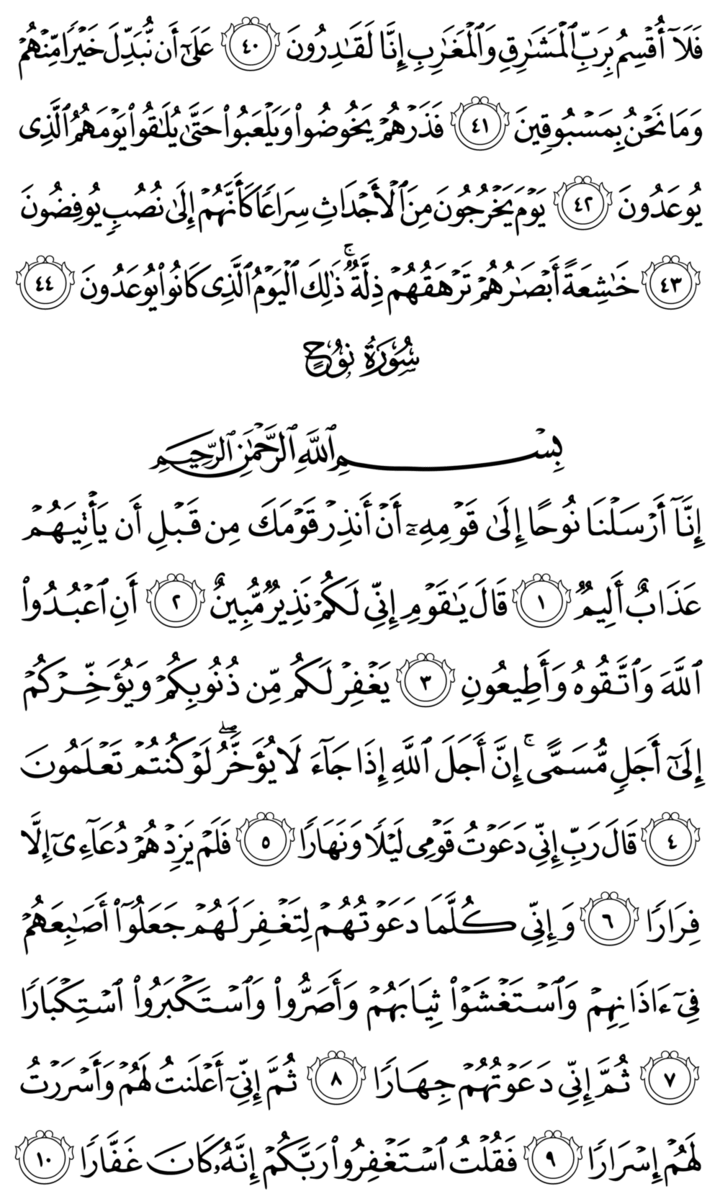 فَلَآ أُقْسِمُ بِرَبِّ ٱلْمَشَٰرِقِ وَٱلْمَغَٰرِبِ إِنَّا لَقَٰدِرُونَ ٤٠ عَلَىٰٓ أَن نُّبَدِّلَ خَيْرًا مِّنْهُمْ
وَمَا نَحْنُ بِمَسْبُوقِينَ ٤١ فَذَرْهُمْ يَخُوضُوا۟ وَيَلْعَبُوا۟ حَتَّىٰ يُلَٰقُوا۟ يَوْمَهُمُ ٱلَّذِى
يُوعَدُونَ ٤٢ يَوْمَ يَخْرُجُونَ مِنَ ٱلْأَجْدَاثِ سِرَاعًا كَأَنَّهُمْ إِلَىٰ نُصُبٍ يُوفِضُونَ
٤٣ خَٰشِعَةً أَبْصَٰرُهُمْ تَرْهَقُهُمْ ذِلَّةٌ ۚ ذَٰلِكَ ٱلْيَوْمُ ٱلَّذِى كَانُوا۟ يُوعَدُونَ ٤٤
سُورَةُ نُوحٍ
بِسْمِ ٱللَّهِ ٱلرَّحْمَٰنِ ٱلرَّحِيمِ
إِنَّآ أَرْسَلْنَا نُوحًا إِلَىٰ قَوْمِهِۦٓ أَنْ أَنذِرْ قَوْمَكَ مِن قَبْلِ أَن يَأْتِيَهُمْ
عَذَابٌ أَلِيمٌ ١ قَالَ يَٰقَوْمِ إِنِّى لَكُمْ نَذِيرٌ مُّبِينٌ ٢ أَنِ ٱعْبُدُوا۟
ٱللَّهَ وَٱتَّقُوهُ وَأَطِيعُونِ ٣ يَغْفِرْ لَكُم مِّن ذُنُوبِكُمْ وَيُؤَخِّرْكُمْ
إِلَىٰٓ أَجَلٍ مُّسَمًّى ۚ إِنَّ أَجَلَ ٱللَّهِ إِذَا جَآءَ لَا يُؤَخَّرُ ۖ لَوْ كُنتُمْ تَعْلَمُونَ
٤ قَالَ رَبِّ إِنِّى دَعَوْتُ قَوْمِى لَيْلًا وَنَهَارًا ٥ فَلَمْ يَزِدْهُمْ دُعَآءِىٓ إِلَّا
فِرَارًا ٦ وَإِنِّى كُلَّمَا دَعَوْتُهُمْ لِتَغْفِرَ لَهُمْ جَعَلُوٓا۟ أَصَٰبِعَهُمْ
فِىٓ ءَاذَانِهِمْ وَٱسْتَغْشَوْا۟ ثِيَابَهُمْ وَأَصَرُّوا۟ وَٱسْتَكْبَرُوا۟ ٱسْتِكْبَارًا
٧ ثُمَّ إِنِّى دَعَوْتُهُمْ جِهَارًا ٨ ثُمَّ إِنِّىٓ أَعْلَنتُ لَهُمْ وَأَسْرَرْتُ
لَهُمْ إِسْرَارًا ٩ فَقُلْتُ ٱسْتَغْفِرُوا۟ رَبَّكُمْ إِنَّهُۥ كَانَ غَفَّارًا ١٠